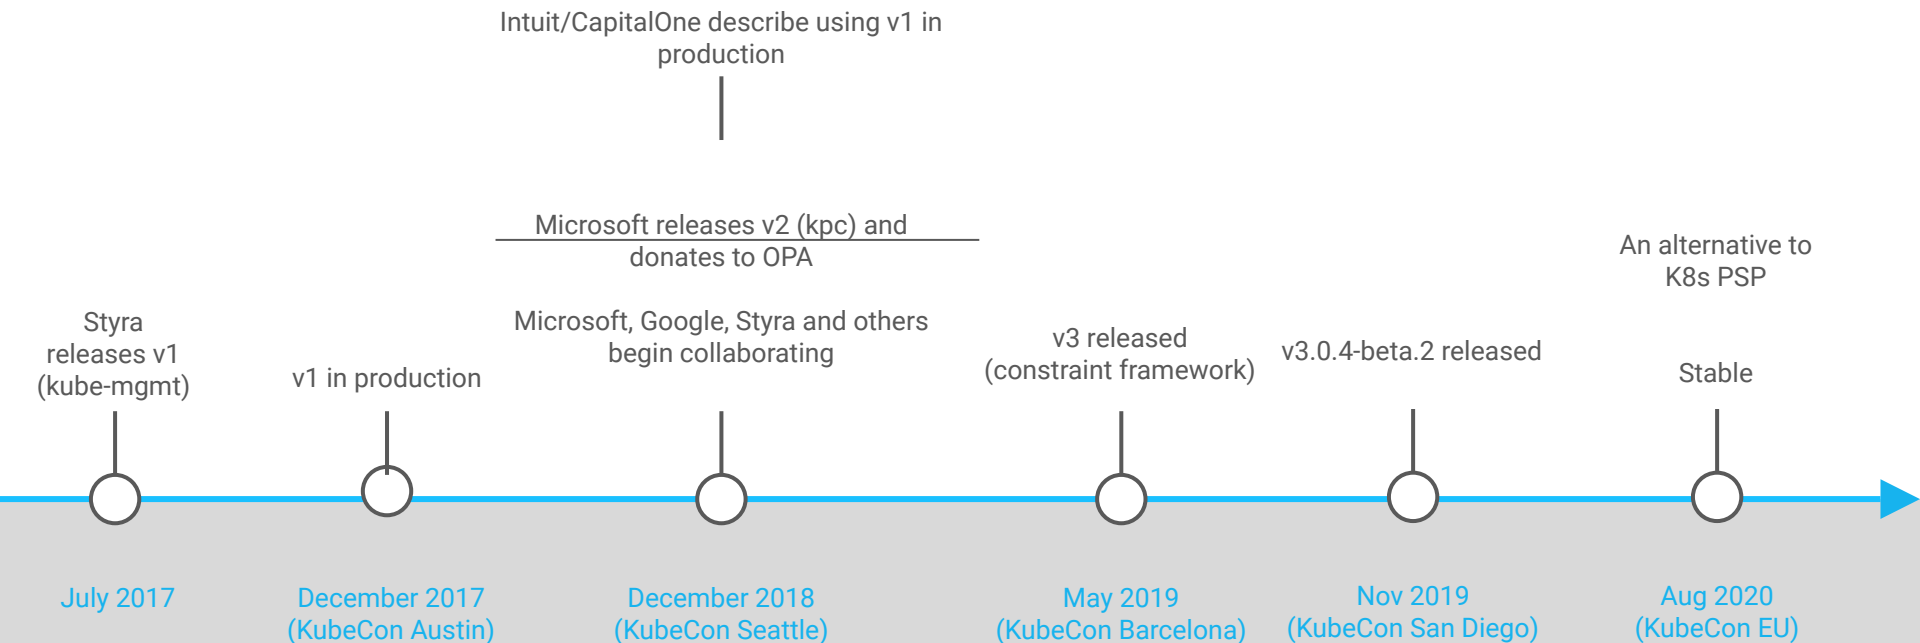 Intuit/CapitalOne describe using v1 in
production
Microsoft releases v2 (kpc) and
donates to OPA
Microsoft, Google, Styra and others
begin collaborating
Styra
releases v1
(kube-mgmt)
v1 in production
v3 released
(constraint framework)
v3.0.4-beta.2 released
An alternative to
K8s PSP
Stable
July 2017
December 2017
(KubeCon Austin)
December 2018
(KubeCon Seattle)
May 2019
(KubeCon Barcelona)
Nov 2019
(KubeCon San Diego)
Aug 2020
(KubeCon EU)